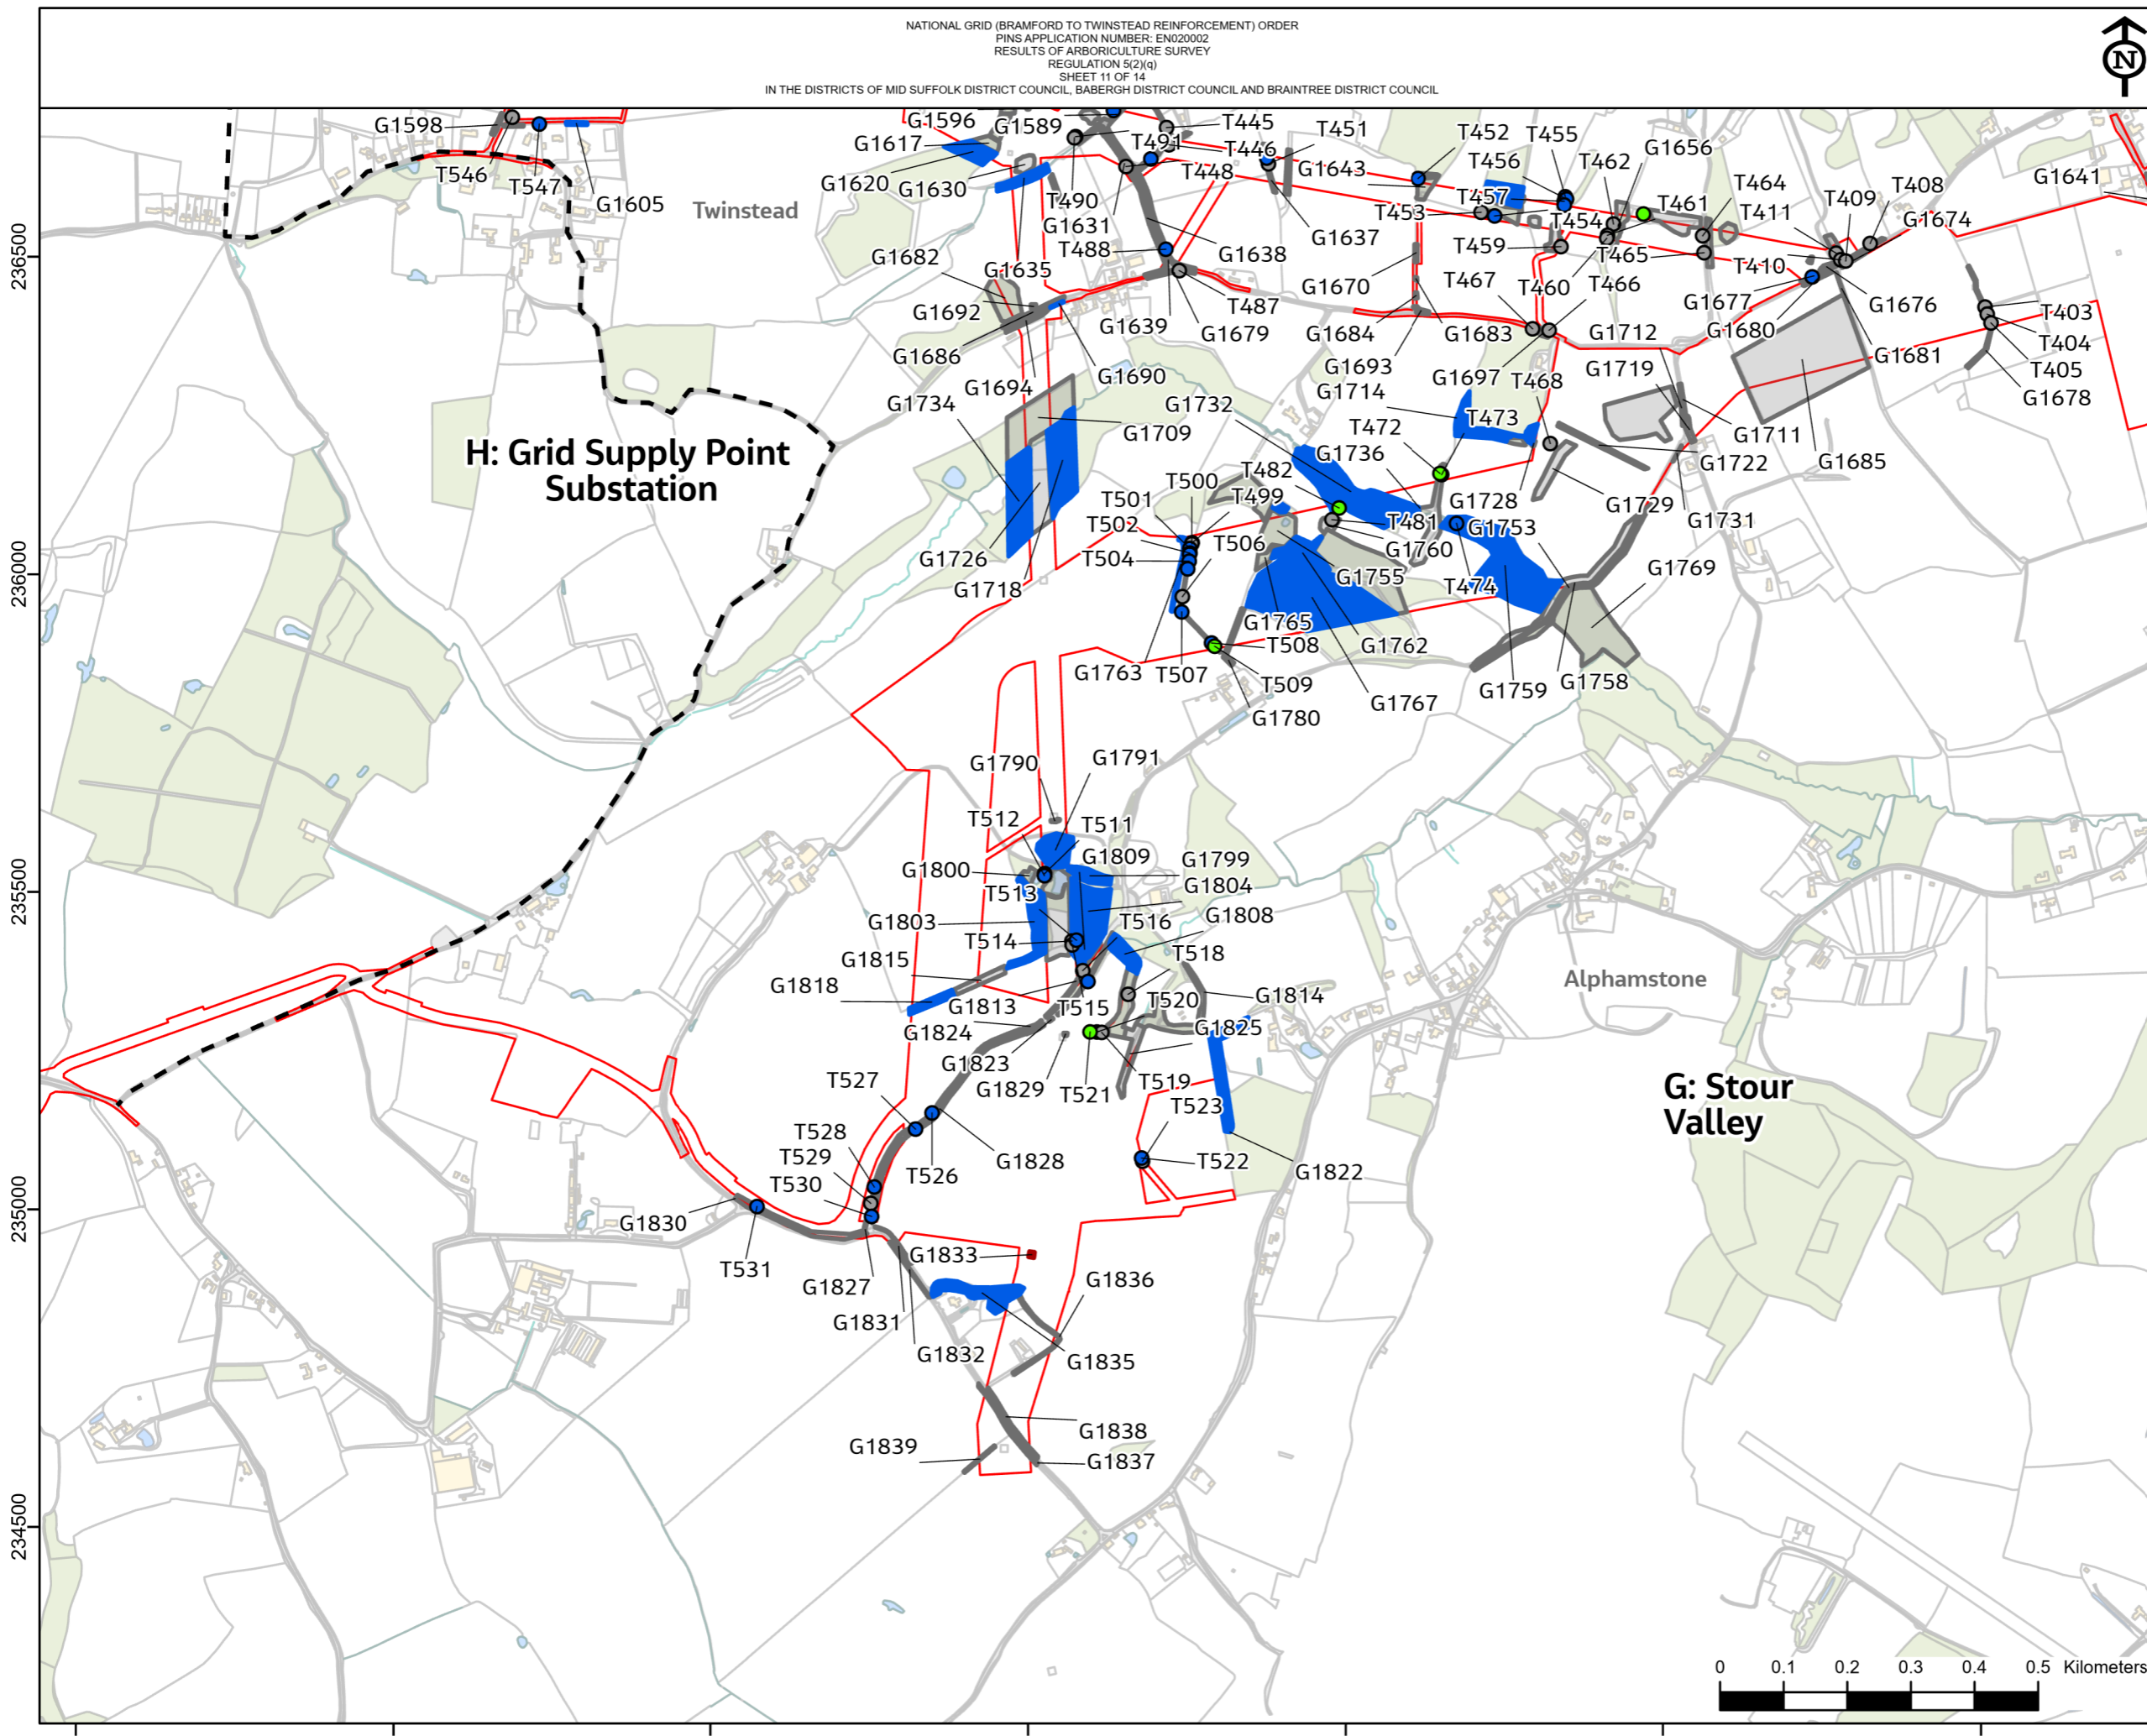 NATIONAL GRID (BRAMFORD TO TWINSTEAD REINFORCEMENT) ORDER
PINS APPLICATION NUMBER: EN020002
RESULTS OF ARBORICULTURE SURVEY
REGULATION 5(2)(q)
SHEET 11 OF 14
IN THE DISTRICTS OF MID SUFFOLK DISTRICT COUNCIL, BABERGH DISTRICT COUNCIL AND BRAINTREE DISTRICT COUNCIL
N
G1598
G1596
G1589
T445
T451
T452
T455
G1656
G1617
T491
T446
G1643
T456
T462
T464
T409
T408
G1641
T546
T547
G1605
G1620
G1630
T448
T457
T461
T411
G1674
Twinstead
T490
G1631
T453
T454
T488
G1638
G1637
T459
T465
T410
236500
G1682
G1635
G1670
T467
T460
T466
G1677
G1676
G1692
G1639
T487
G1679
G1684
G1683
G1712
G1680
T403
T404
G1686
G1693
G1681
T405
G1694
G1690
G1714
G1697
T468
G1719
G1678
G1734
G1732
T473
G1709
T472
G1711
H: Grid Supply Point
Substation
G1736
G1722
G1685
T482
T500
T499
T501
G1728
G1729
T502
T481
G1753
G1731
T506
G1760
G1726
T504
236000
G1755
T474
G1769
G1718
G1765
T508
G1762
G1763
T507
T509
G1759
G1758
G1780
G1767
G1790
G1791
T512
T511
G1809
G1799
G1800
235500
T513
G1804
G1803
T516
G1808
T514
T518
G1815
Alphamstone
G1818
G1813
T515
T520
G1814
G1824
G1825
G1823
G1829
T521
T519
T527
T523
G: Stour
Valley
T528
T529
T526
G1828
T522
G1822
T530
235000
G1830
G1833
T531
G1827
G1836
G1831
G1832
G1835
G1838
G1839
G1837
234500
0 0.1 0.2 0.3 0.4 0.5 Kilometers